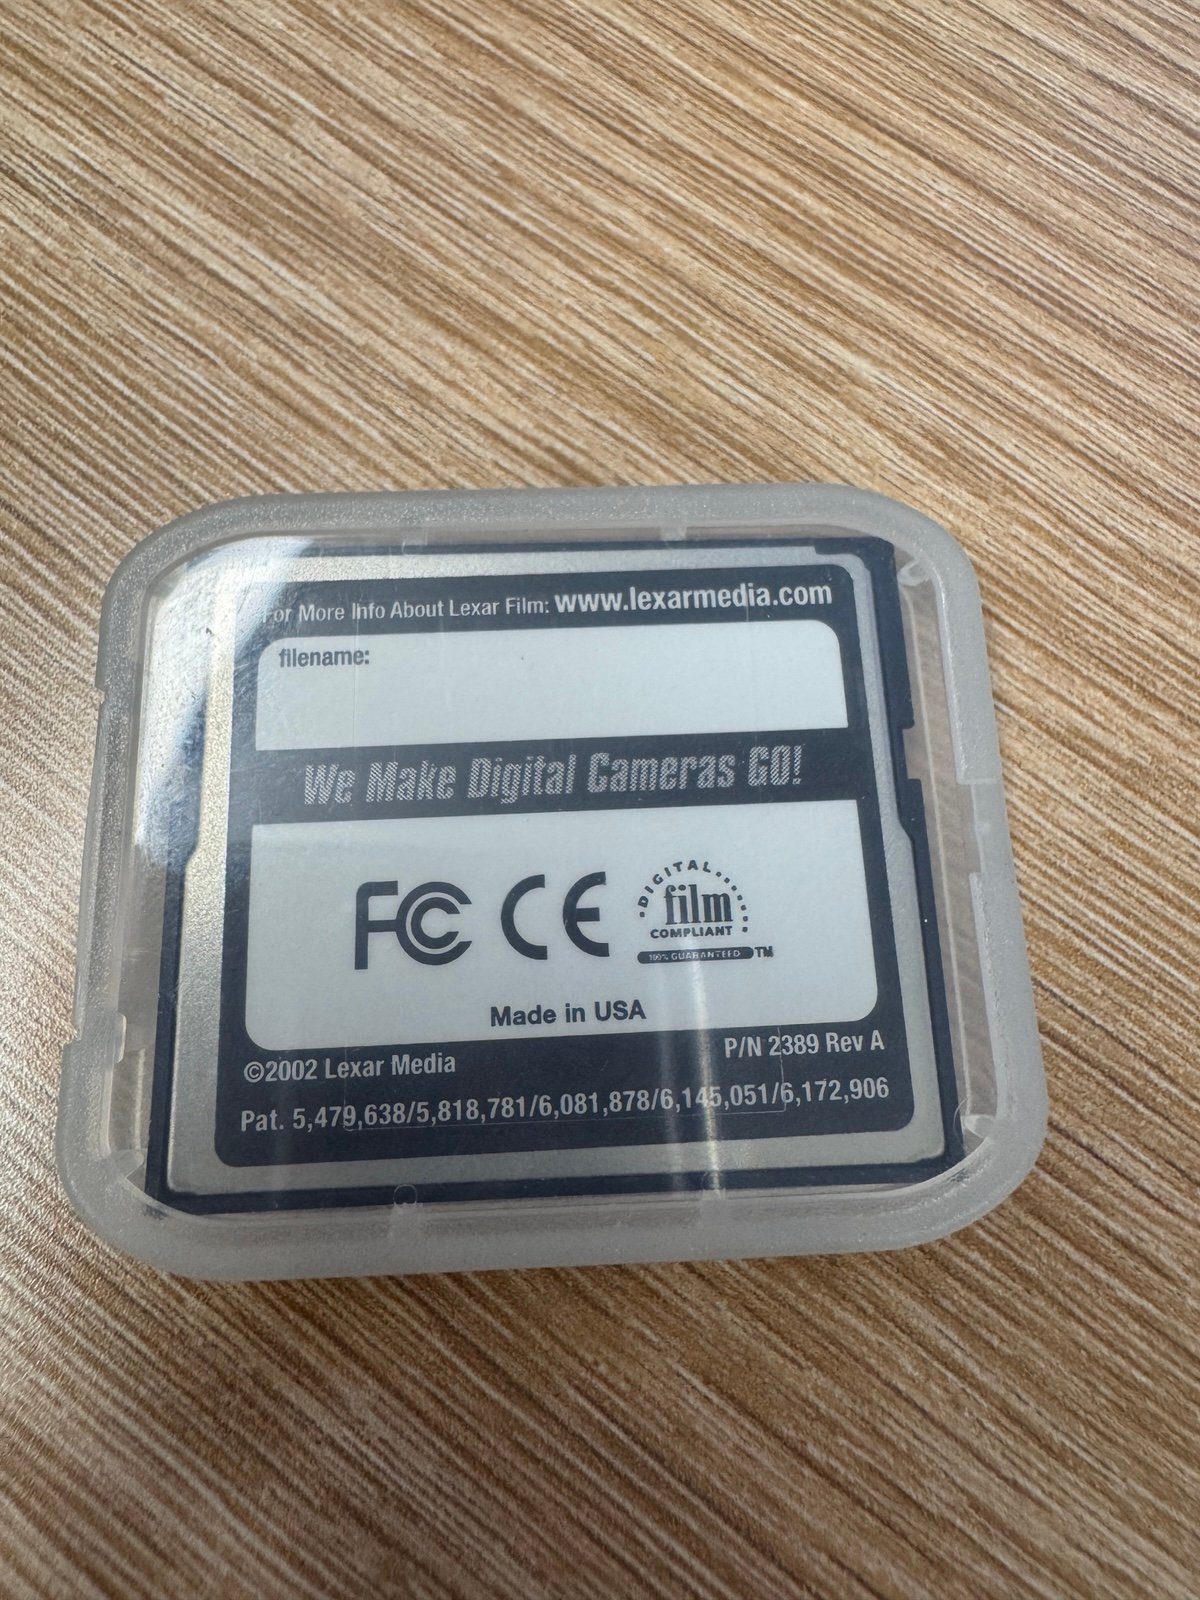 For More Info About Lexar Film: www.lexarmedia.com
filename:
We Make Digital Cameras GO!
FC CE DIGITAL film COMPLIANT
100% GUARANTEED TM
Made in USA
©2002 Lexar Media P/N 2389 Rev A
Pat. 5,479,638/5,818,781/6,081,878/6,145,051/6,172,906